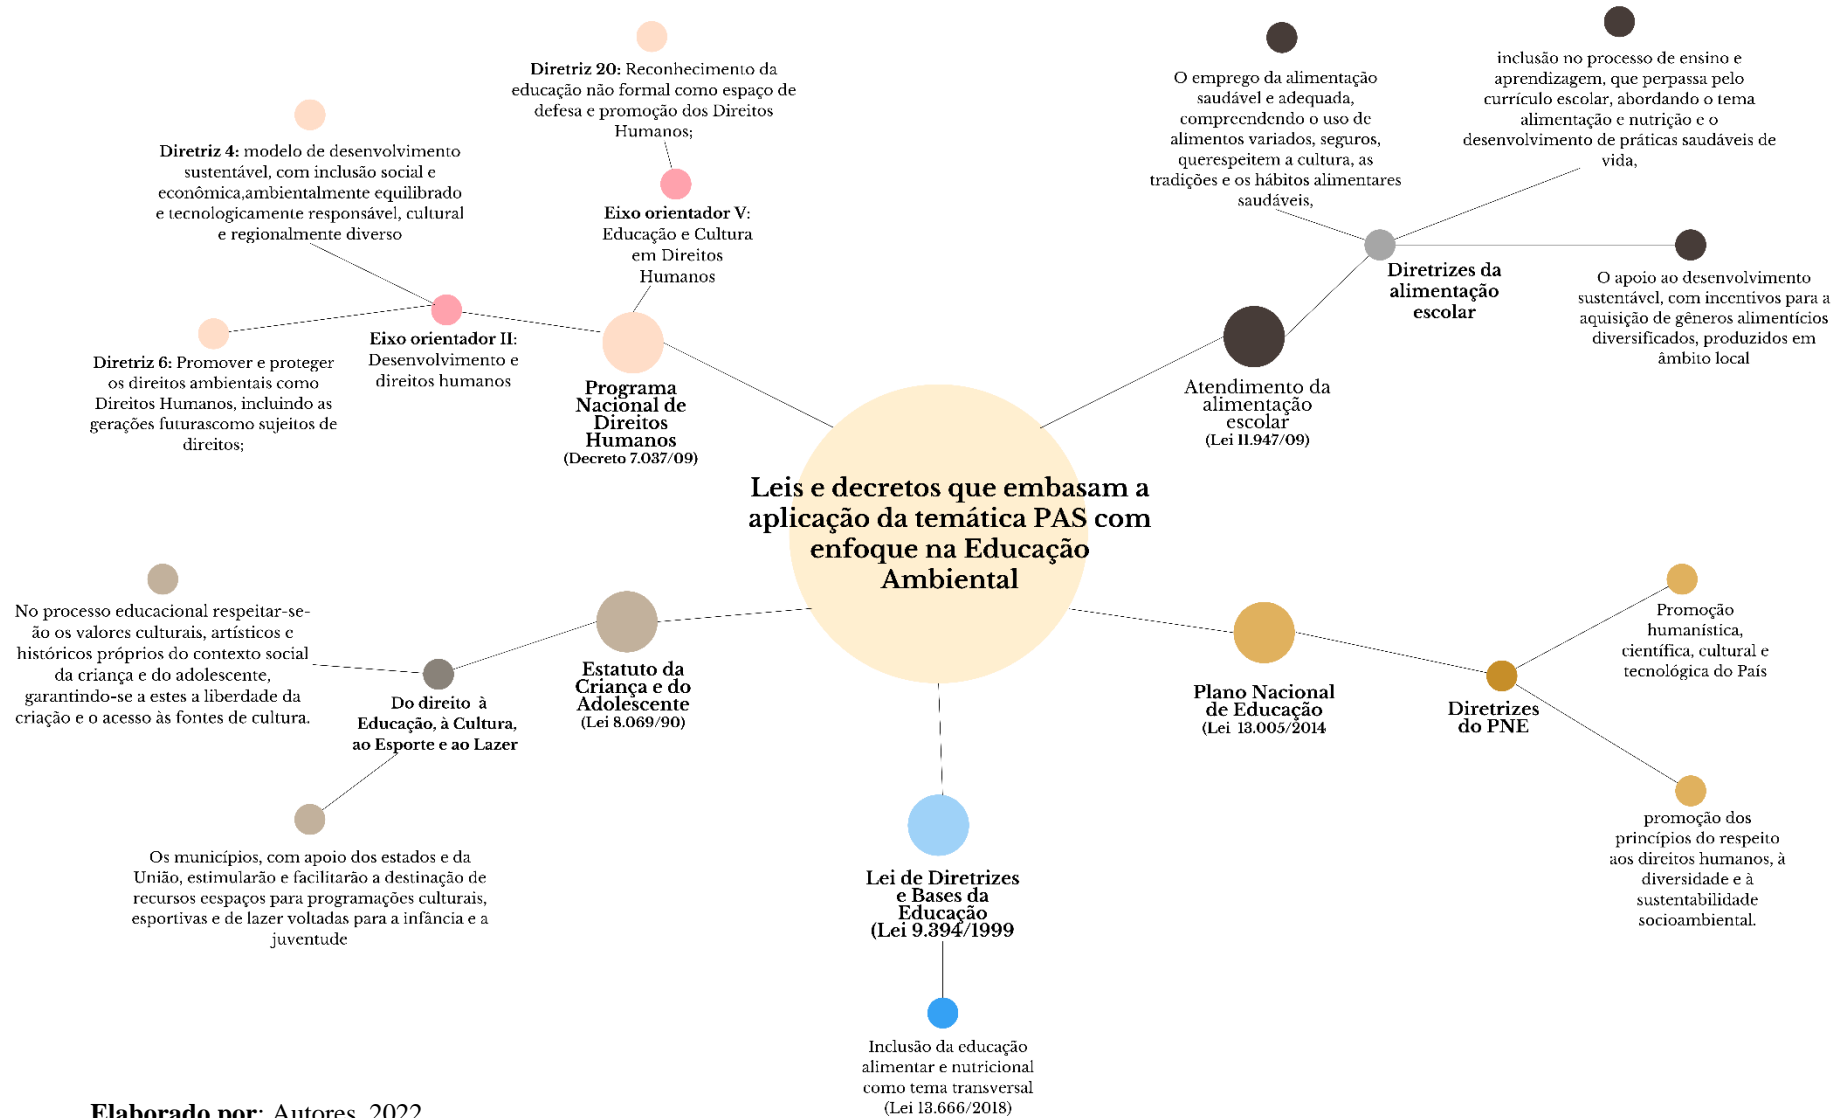 Diretriz 20: Reconhecimento da
educação não formal como espaço de
defesa e promoção dos Direitos
Humanos;
Diretriz 4: modelo de desenvolvimento
sustentável, com inclusão social e
econômica,ambientalmente equilibrado
e tecnologicamente responsável, cultural
e regionalmente diverso
Eixo orientador V:
Educação e Cultura
em Direitos
Humanos
Diretriz 6: Promover e proteger
os direitos ambientais como
Direitos Humanos, incluindo as
gerações futurascomo sujeitos de
direitos;
Eixo orientador II:
Desenvolvimento e
direitos humanos
Programa
Nacional de
Direitos
Humanos
(Decreto 7.037/09)
O emprego da alimentação
saudável e adequada,
compreendendo o uso de
alimentos variados, seguros,
querespeitem a cultura, as
tradições e os hábitos alimentares
saudáveis,
inclusão no processo de ensino e
aprendizagem, que perpassa pelo
currículo escolar, abordando o tema
alimentação e nutrição e o
desenvolvimento de práticas saudáveis de
vida,
Diretrizes da
alimentação
escolar
O apoio ao desenvolvimento
sustentável, com incentivos para a
aquisição de gêneros alimentícios
diversificados, produzidos em
âmbito local
Atendimento da
alimentação
escolar
(Lei 11.947/09)
Leis e decretos que embasam a
aplicação da temática PAS com
enfoque na Educação
Ambiental
No processo educacional respeitar-se-
ão os valores culturais, artísticos e
históricos próprios do contexto social
da criança e do adolescente,
garantindo-se a estes a liberdade da
criação e o acesso às fontes de cultura.
Do direito à
Educação, à Cultura,
ao Esporte e ao Lazer
Estatuto da
Criança e do
Adolescente
(Lei 8.069/90)
Os municípios, com apoio dos estados e da
União, estimularão e facilitarão a destinação de
recursos eespaços para programações culturais,
esportivas e de lazer voltadas para a infância e a
juventude
Plano Nacional
de Educação
(Lei 13.005/2014
Diretrizes
do PNE
Promoção
humanística,
científica, cultural e
tecnológica do País
promoção dos
princípios do respeito
aos direitos humanos, à
diversidade e à
sustentabilidade
socioambiental.
Lei de Diretrizes
e Bases da
Educação
(Lei 9.394/1999
Inclusão da educação
alimentar e nutricional
como tema transversal
(Lei 13.666/2018)
Elaborado por: Autores, 2022